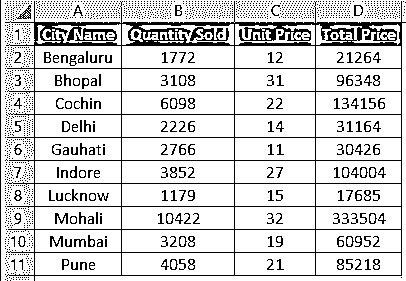 A B C D
1 City Name Quantity Sold Unit Price Total Price
2 Bengaluru 1772 12 21264
3 Bhopal 3108 31 96348
4 Cochin 6098 22 134156
5 Delhi 2226 14 31164
6 Gauhati 2766 11 30426
7 Indore 3852 27 104004
8 Lucknow 1179 15 17685
9 Mohali 10422 32 333504
10 Mumbai 3208 19 60952
11 Pune 4058 21 85218